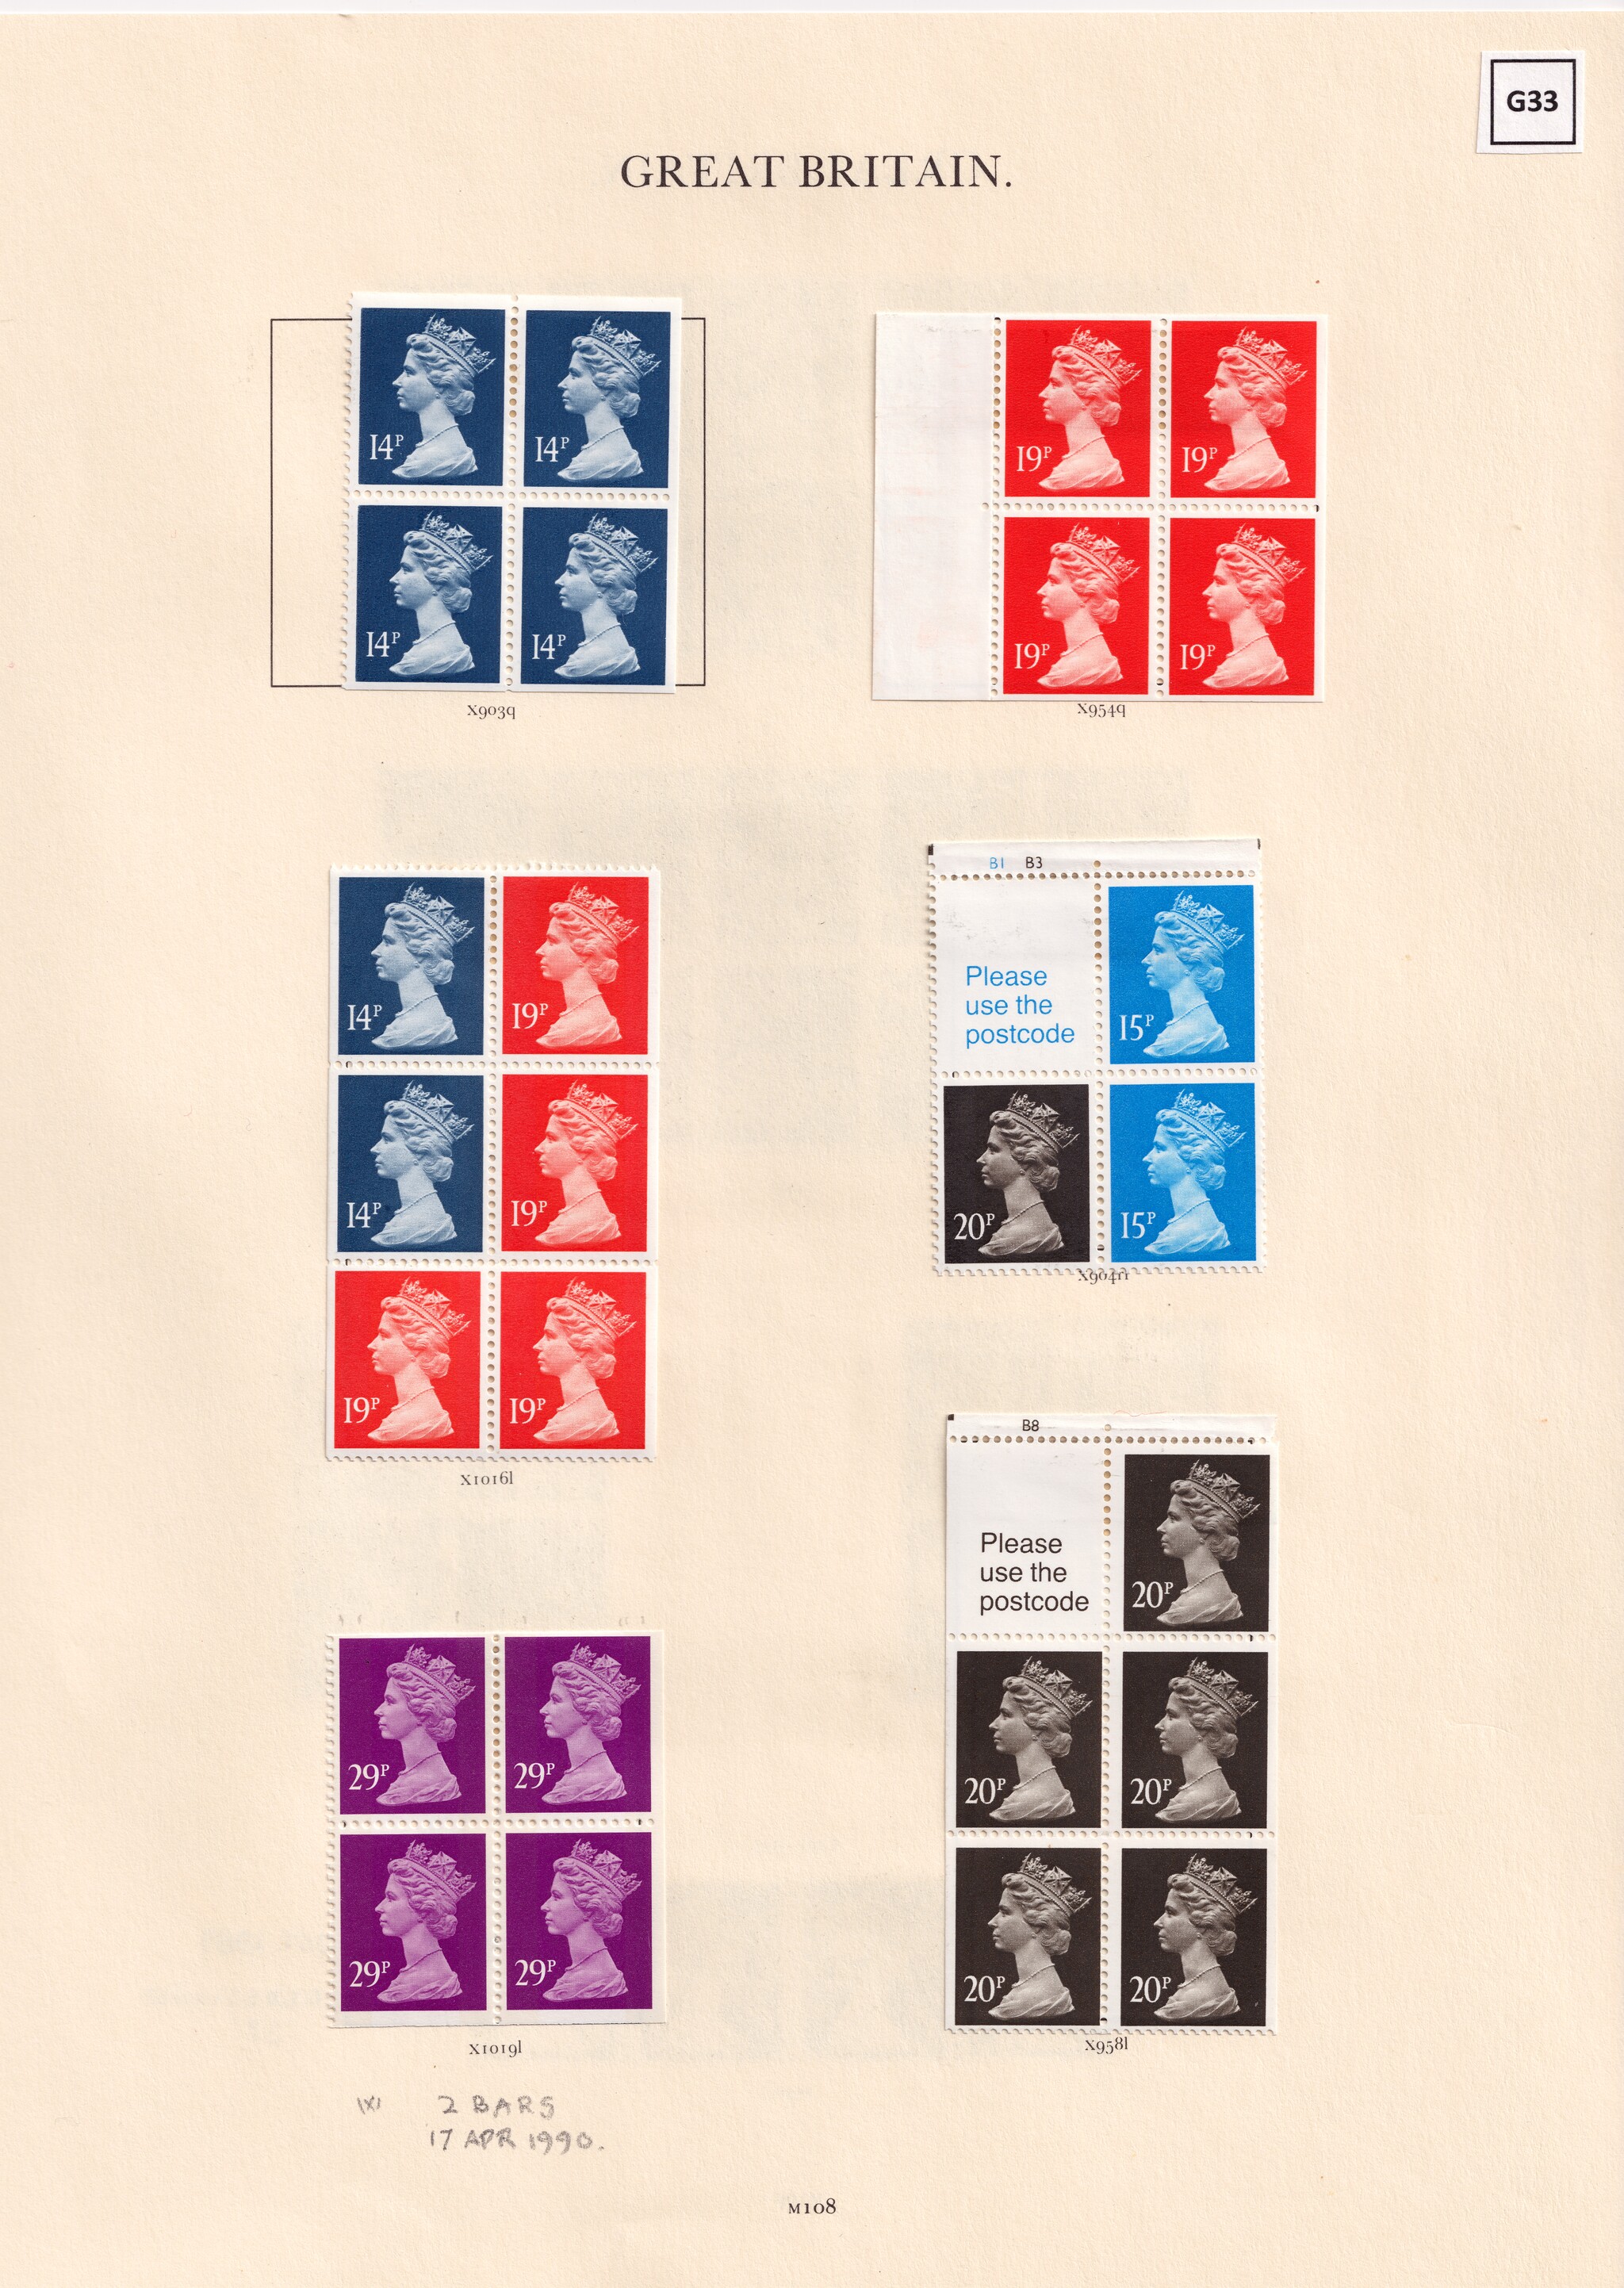 G33
GREAT BRITAIN.
14P 14P
14P 14P
X903q
19P 19P
19P 19P
X954q
14P 19P
14P 19P
19P 19P
X1016l
B1 B3
Please
use the
postcode
15P
20P 15P
B8
Please
use the
postcode
20P
20P 20P
20P 20P
X958l
29P 29P
29P 29P
X1019l
2 BARS
17 APR 1990.
M108